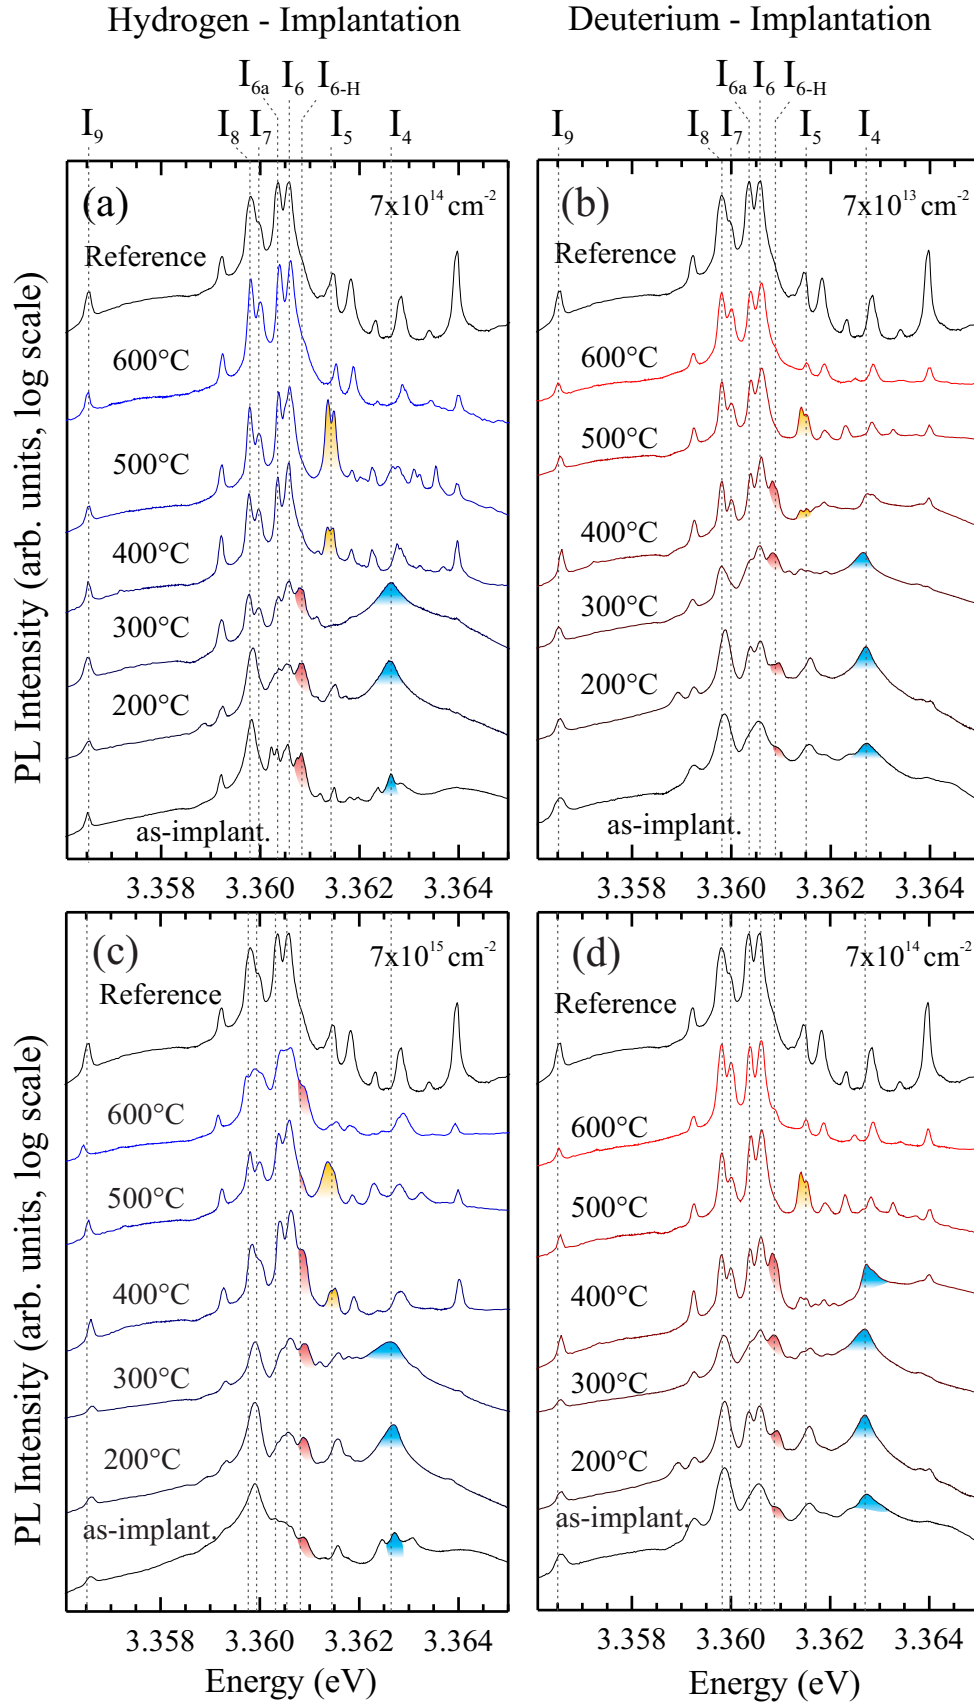 Hydrogen - Implantation
Deuterium - Implantation
I6a I6 I6-H
I9 I8 I7 I5 I4
I6a I6 I6-H
I9 I8 I7 I5 I4
PL Intensity (arb. units, log scale)
(a) 7x10^14 cm^-2
Reference
600°C
500°C
400°C
300°C
200°C
as-implant.
3.358 3.360 3.362 3.364
(b) 7x10^13 cm^-2
Reference
600°C
500°C
400°C
300°C
200°C
as-implant.
3.358 3.360 3.362 3.364
PL Intensity (arb. units, log scale)
(c) 7x10^15 cm^-2
Reference
600°C
500°C
400°C
300°C
200°C
as-implant.
3.358 3.360 3.362 3.364
Energy (eV)
(d) 7x10^14 cm^-2
Reference
600°C
500°C
400°C
300°C
200°C
as-implant.
3.358 3.360 3.362 3.364
Energy (eV)